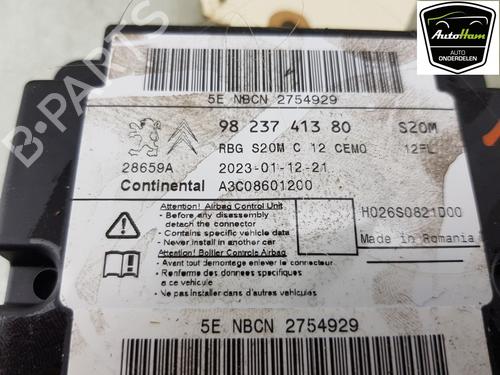 AutoHam
AUTO
ONDERDELEN
B-PARTS
5E NBCN 2754929
98 237 413 80
S20M
RBG S20M C 12 CEMO
12FL
28659A
2023-01-12-21
Continental
A3C08601200
Attention! Airbag Control Unit
- Before any disassembly
detach the connector
- Contains specific vehicle data
- Never install in another car
H026S0821D00
Made in Romania
Attention! Boîtier Contrôle Airbag
- Avant tout démontage enlever le connecteur
- Renferme des données spécifiques
à ce véhicule
- Ne pas installer dans d'autres véhicules
5E NBCN 2754929